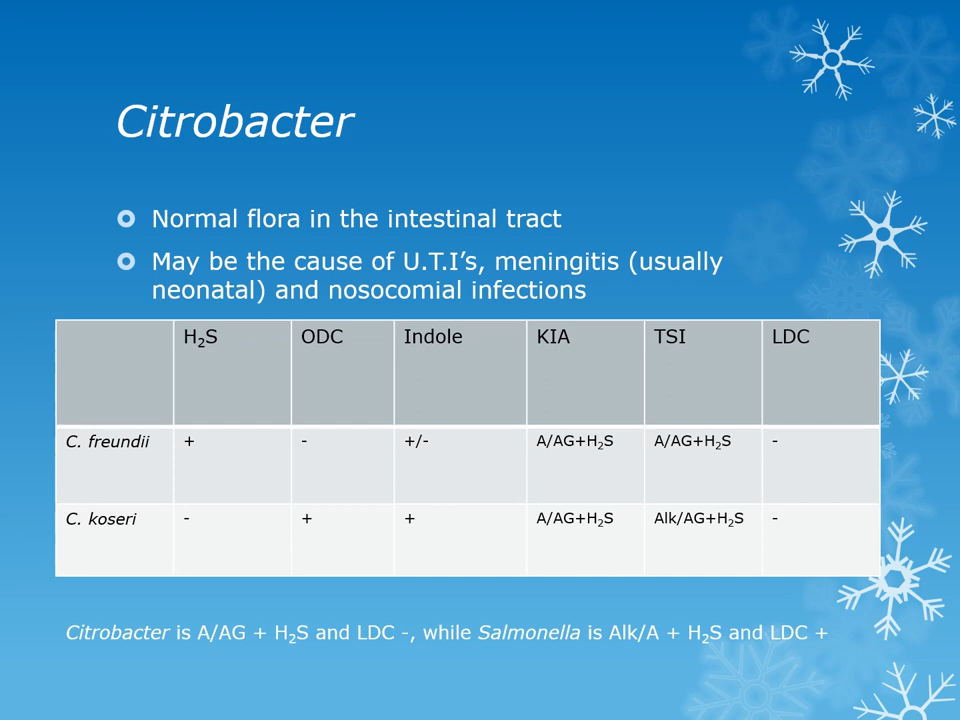 Citrobacter
Normal flora in the intestinal tract
May be the cause of U.T.I’s, meningitis (usually
neonatal) and nosocomial infections
H₂S ODC Indole KIA TSI LDC
C. freundii + - +/- A/AG+H₂S A/AG+H₂S -
C. koseri - + + A/AG+H₂S Alk/AG+H₂S -
Citrobacter is A/AG + H₂S and LDC -, while Salmonella is Alk/A + H₂S and LDC +